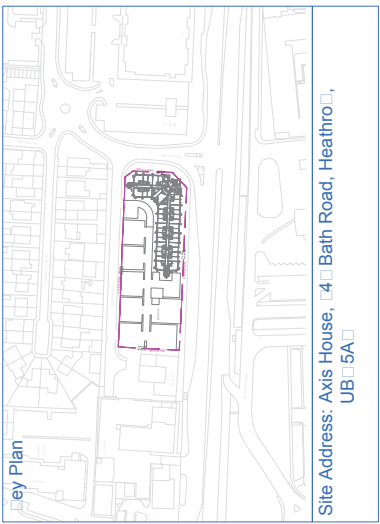 ey Plan
Site Address: Axis House, □4□ Bath Road, Heathro□,
UB□ 5A□